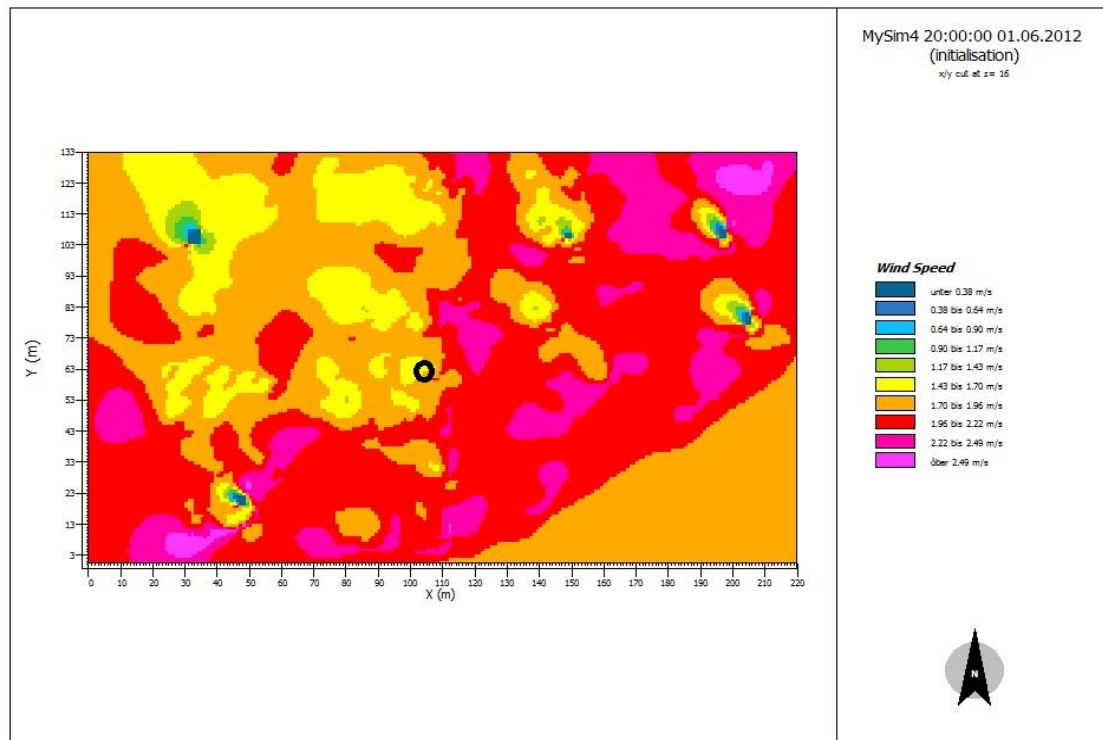 MySim4 20:00:00 01.06.2012
(initialisation)
x/y cut at z= 16
133
123
113
103
93
83
73
63
53
43
33
23
13
3
Y (m)
0 10 20 30 40 50 60 70 80 90 100 110 120 130 140 150 160 170 180 190 200 210 220
X (m)
Wind Speed
unter 0.38 m/s
0.38 bis 0.64 m/s
0.64 bis 0.90 m/s
0.90 bis 1.17 m/s
1.17 bis 1.43 m/s
1.43 bis 1.70 m/s
1.70 bis 1.96 m/s
1.96 bis 2.22 m/s
2.22 bis 2.49 m/s
öber 2.49 m/s
N